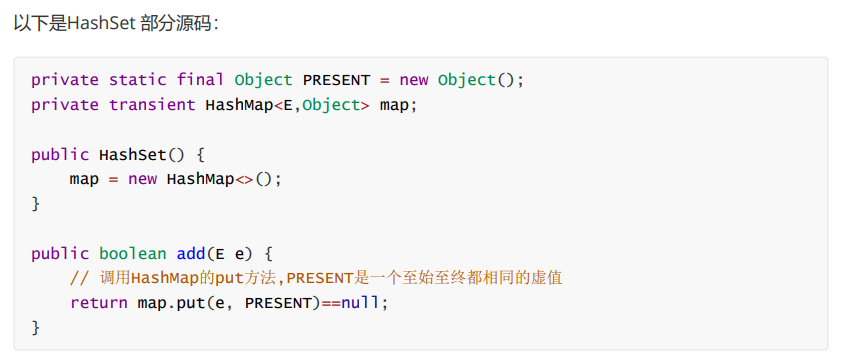 以下是HashSet 部分源码：
private static final Object PRESENT = new Object();
private transient HashMap<E,Object> map;
public HashSet() {
    map = new HashMap<>();
}
public boolean add(E e) {
    // 调用HashMap的put方法,PRESENT是一个至始至终都相同的虚值
    return map.put(e, PRESENT)==null;
}